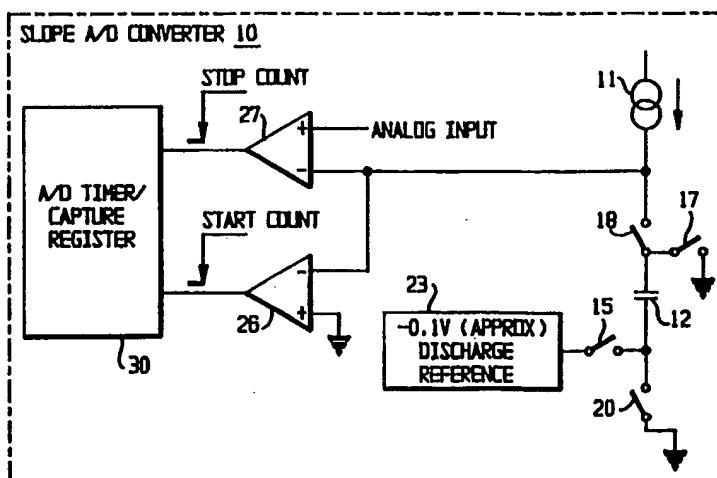 SLOPE A/D CONVERTER 10
STOP COUNT
27
+
ANALOG INPUT
-
11
A/D TIMER/
CAPTURE
REGISTER
START COUNT
-
+
26
30
18
17
12
23
-0.1V (APPROX)
DISCHARGE
REFERENCE
15
20